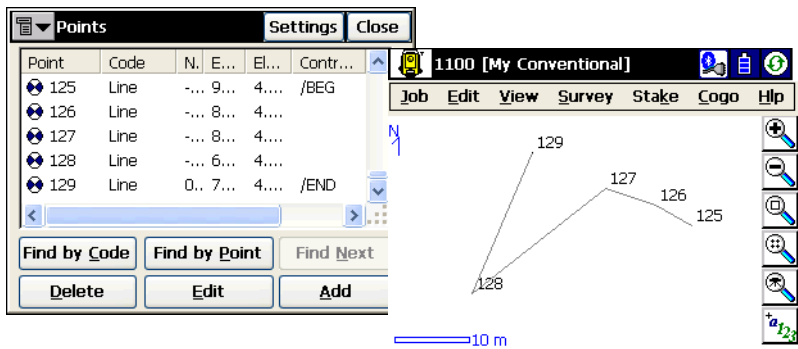 Points Settings Close
Point Code N. E... El... Contr...
125 Line -... 9... 4.... /BEG
126 Line -... 8... 4....
127 Line -... 8... 4....
128 Line -... 6... 4....
129 Line 0.. 7... 4.... /END
Find by Code Find by Point Find Next
Delete Edit Add
1100 [My Conventional]
Job Edit View Survey Stake Cogo Hlp
N
129
127
126
125
128
10 m
+a123